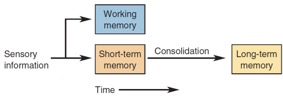 Working
memory
Sensory
information
Short-term
memory
Consolidation
Long-term
memory
Time